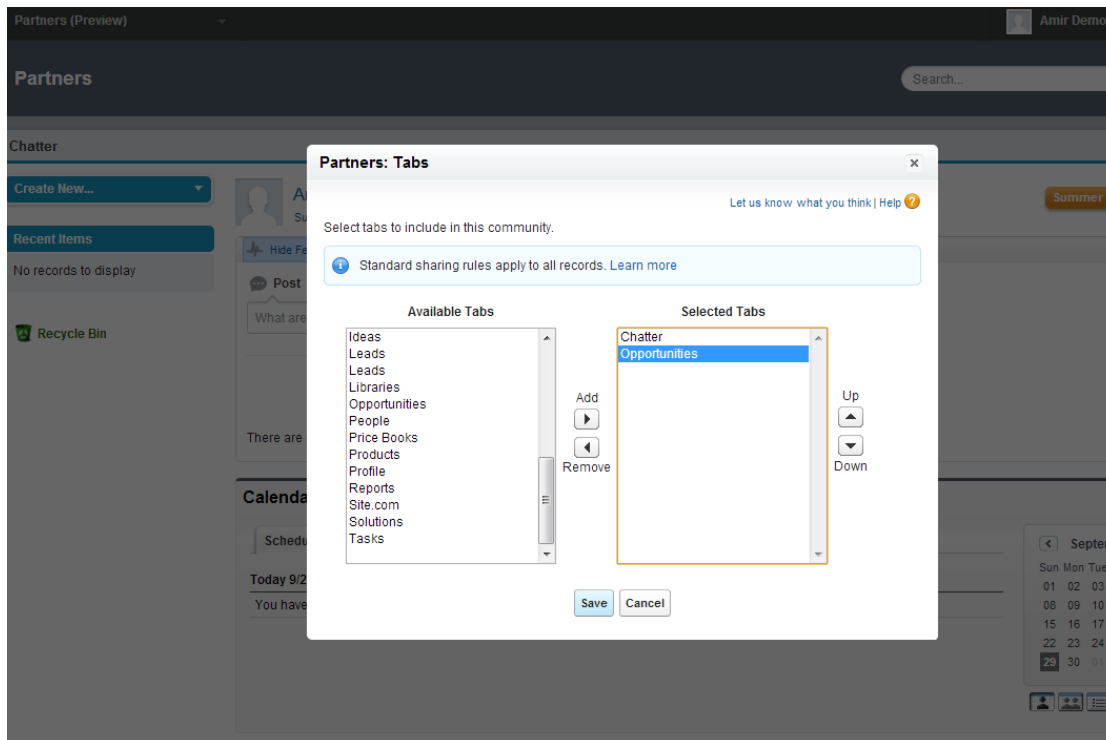 Partners (Preview)
Amir Demo
Partners
Search...
Chatter
Create New...
Recent Items
No records to display
Recycle Bin
Hide Fe
Post
What are
There are
Calenda
Schedu
Today 9/2
You have
Summer
Partners: Tabs
Let us know what you think | Help ?
Select tabs to include in this community.
Standard sharing rules apply to all records. Learn more
Available Tabs
Ideas
Leads
Leads
Libraries
Opportunities
People
Price Books
Products
Profile
Reports
Site.com
Solutions
Tasks
Add
Remove
Selected Tabs
Chatter
Opportunities
Up
Down
Save Cancel
Septe
Sun Mon Tue
01 02 03
08 09 10
15 16 17
22 23 24
29 30 01